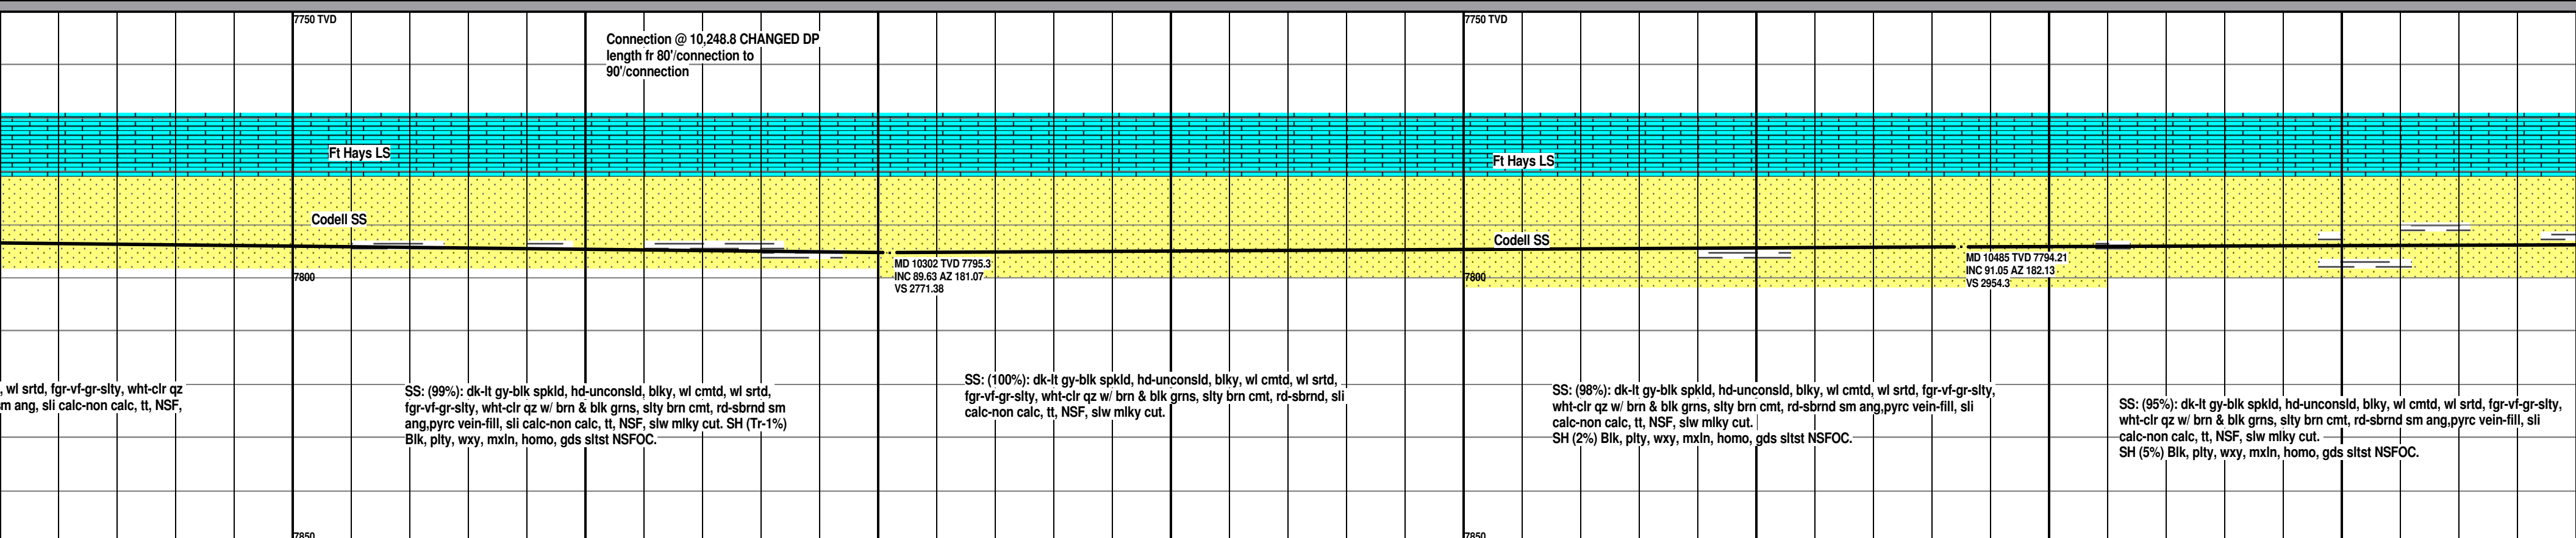 7750 TVD
7750 TVD
Connection @ 10,248.8 CHANGED DP
length fr 80'/connection to
90'/connection
Ft Hays LS
Ft Hays LS
Codell SS
Codell SS
MD 10302 TVD 7795.3
INC 89.63 AZ 181.07
VS 2771.38
MD 10485 TVD 7794.21
INC 91.05 AZ 182.13
VS 2954.3
7800
7800
, wl srtd, fgr-vf-gr-slty, wht-clr qz
m ang, sli calc-non calc, tt, NSF,
SS: (99%): dk-lt gy-blk spkld, hd-unconsld, blky, wl cmtd, wl srtd,
fgr-vf-gr-slty, wht-clr qz w/ brn & blk grns, slty brn cmt, rd-sbrnd sm
ang,pyrc vein-fill, sli calc-non calc, tt, NSF, slw mlky cut. SH (Tr-1%)
Blk, plty, wxy, mxln, homo, gds sltst NSFOC.
SS: (100%): dk-lt gy-blk spkld, hd-unconsld, blky, wl cmtd, wl srtd,
fgr-vf-gr-slty, wht-clr qz w/ brn & blk grns, slty brn cmt, rd-sbrnd, sli
calc-non calc, tt, NSF, slw mlky cut.
SS: (98%): dk-lt gy-blk spkld, hd-unconsld, blky, wl cmtd, wl srtd, fgr-vf-gr-slty,
wht-clr qz w/ brn & blk grns, slty brn cmt, rd-sbrnd sm ang,pyrc vein-fill, sli
calc-non calc, tt, NSF, slw mlky cut.
SH (2%) Blk, plty, wxy, mxln, homo, gds sltst NSFOC.
SS: (95%): dk-lt gy-blk spkld, hd-unconsld, blky, wl cmtd, wl srtd, fgr-vf-gr-slty,
wht-clr qz w/ brn & blk grns, slty brn cmt, rd-sbrnd sm ang,pyrc vein-fill, sli
calc-non calc, tt, NSF, slw mlky cut.
SH (5%) Blk, plty, wxy, mxln, homo, gds sltst NSFOC.
7850
7850